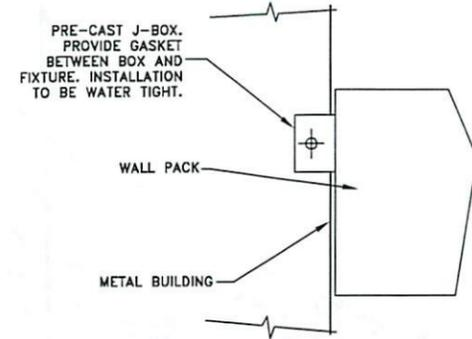 PRE-CAST J-BOX.
PROVIDE GASKET
BETWEEN BOX AND
FIXTURE. INSTALLATION
TO BE WATER TIGHT.
WALL PACK
METAL BUILDING